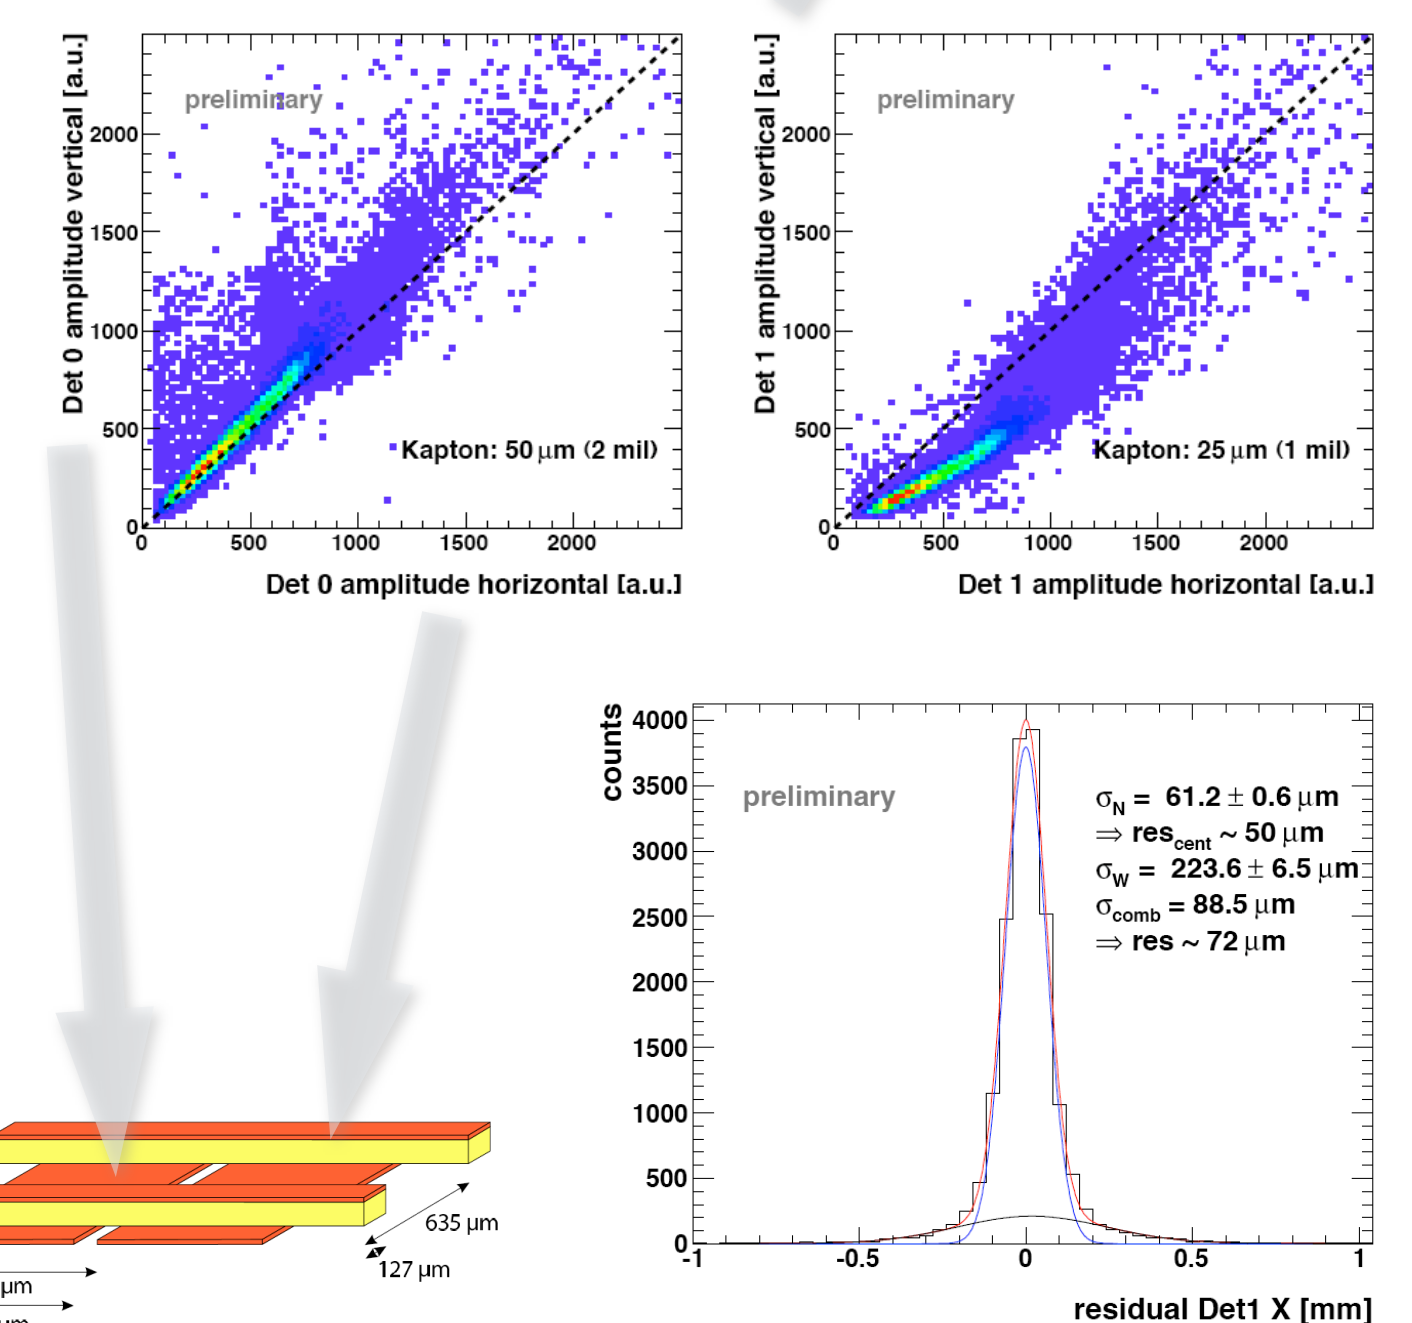 Det 0 amplitude vertical [a.u.]
preliminary
2000
1500
1000
500
0
Kapton: 50 μm (2 mil)
0 500 1000 1500 2000
Det 0 amplitude horizontal [a.u.]
Det 1 amplitude vertical [a.u.]
preliminary
2000
1500
1000
500
0
Kapton: 25 μm (1 mil)
0 500 1000 1500 2000
Det 1 amplitude horizontal [a.u.]
635 μm
127 μm
μm
counts
4000
3500
3000
2500
2000
1500
1000
500
0
preliminary
σN = 61.2 ± 0.6 μm
⇒ rescent ~ 50 μm
σW = 223.6 ± 6.5 μm
σcomb = 88.5 μm
⇒ res ~ 72 μm
-1 -0.5 0 0.5 1
residual Det1 X [mm]